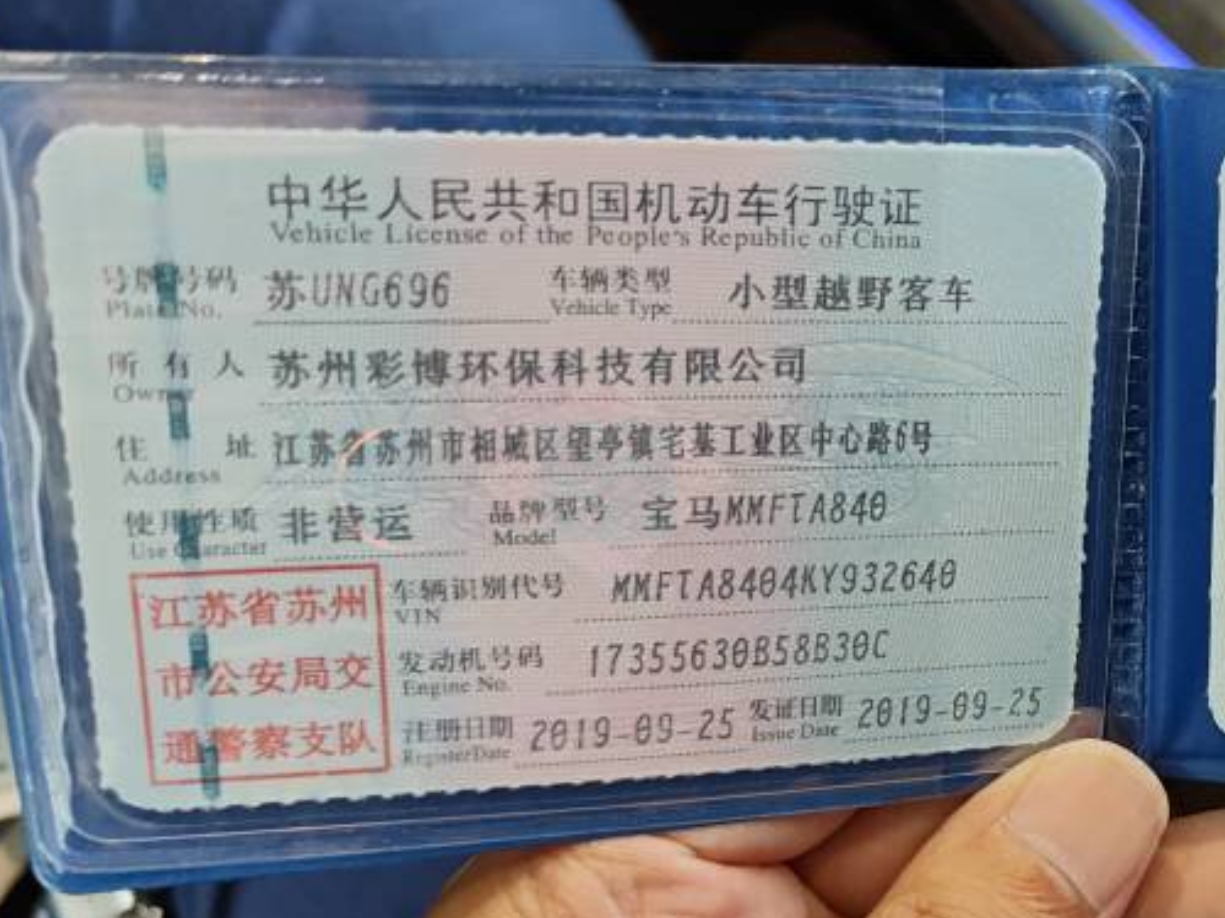 中华人民共和国机动车行驶证
Vehicle License of the People's Republic of China
号牌号码 苏UNG696 车辆类型 小型越野客车
Plate No. Vehicle Type
所有人 苏州彩博环保科技有限公司
Owner
住址 江苏省苏州市相城区望亭镇宅基工业区中心路6号
Address
使用性质 非营运 品牌型号 宝马MMFTA840
Use Character Model
江苏省苏州
市公安局交
通警察支队
车辆识别代号 MMFTA8404KY932640
VIN
发动机号码 17355630B58B30C
Engine No.
注册日期 2019-09-25 发证日期 2019-09-25
Register Date Issue Date